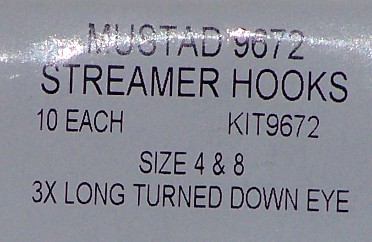 MUSTAD 9672
STREAMER HOOKS
10 EACH KIT9672
SIZE 4 & 8
3X LONG TURNED DOWN EYE